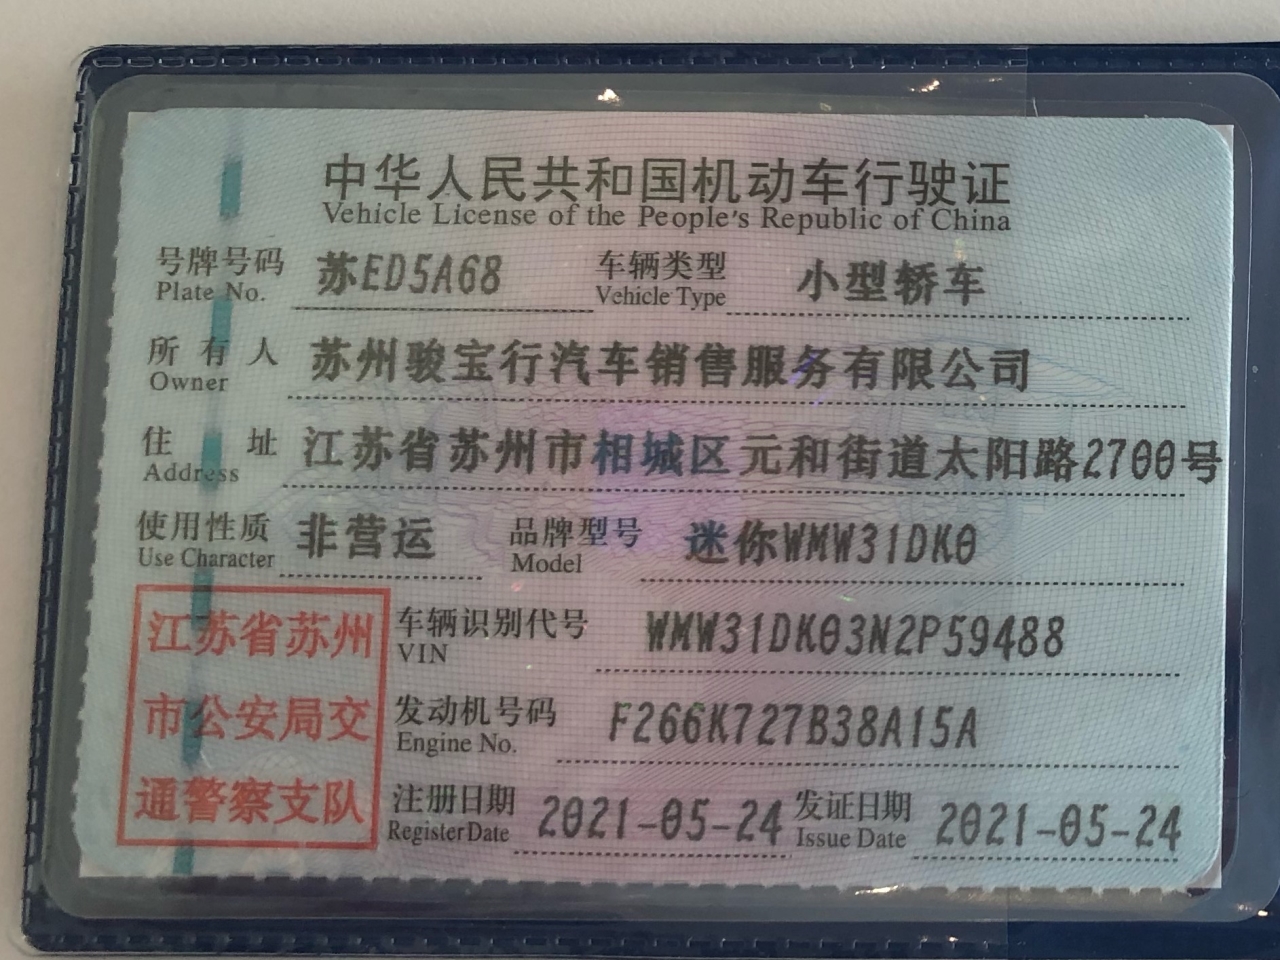 中华人民共和国机动车行驶证
Vehicle License of the People's Republic of China
号牌号码 苏ED5A68 车辆类型 小型轿车
Plate No. Vehicle Type
所有人 苏州骏宝行汽车销售服务有限公司
Owner
住址 江苏省苏州市相城区元和街道太阳路2700号
Address
使用性质 非营运 品牌型号 迷你WMW31DK0
Use Character Model
江苏省苏州
市公安局交
通警察支队
车辆识别代号 WMW31DK03N2P59488
VIN
发动机号码 F266K727B38A15A
Engine No.
注册日期 2021-05-24 发证日期 2021-05-24
Register Date Issue Date